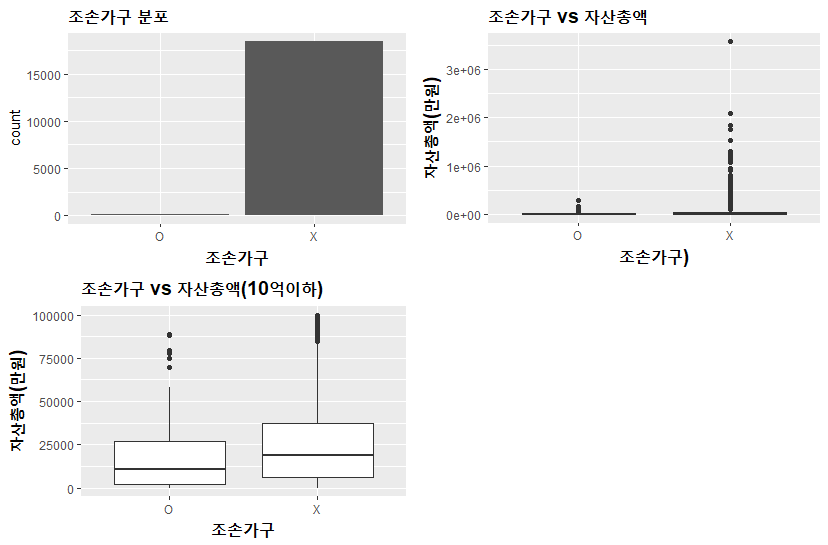 조손가구 분포
count
15000
10000
5000
0
O X
조손가구
조손가구 vs 자산총액
자산총액(만원)
3e+06
2e+06
1e+06
0e+00
O X
조손가구)
조손가구 vs 자산총액(10억이하)
자산총액(만원)
100000
75000
50000
25000
0
O X
조손가구